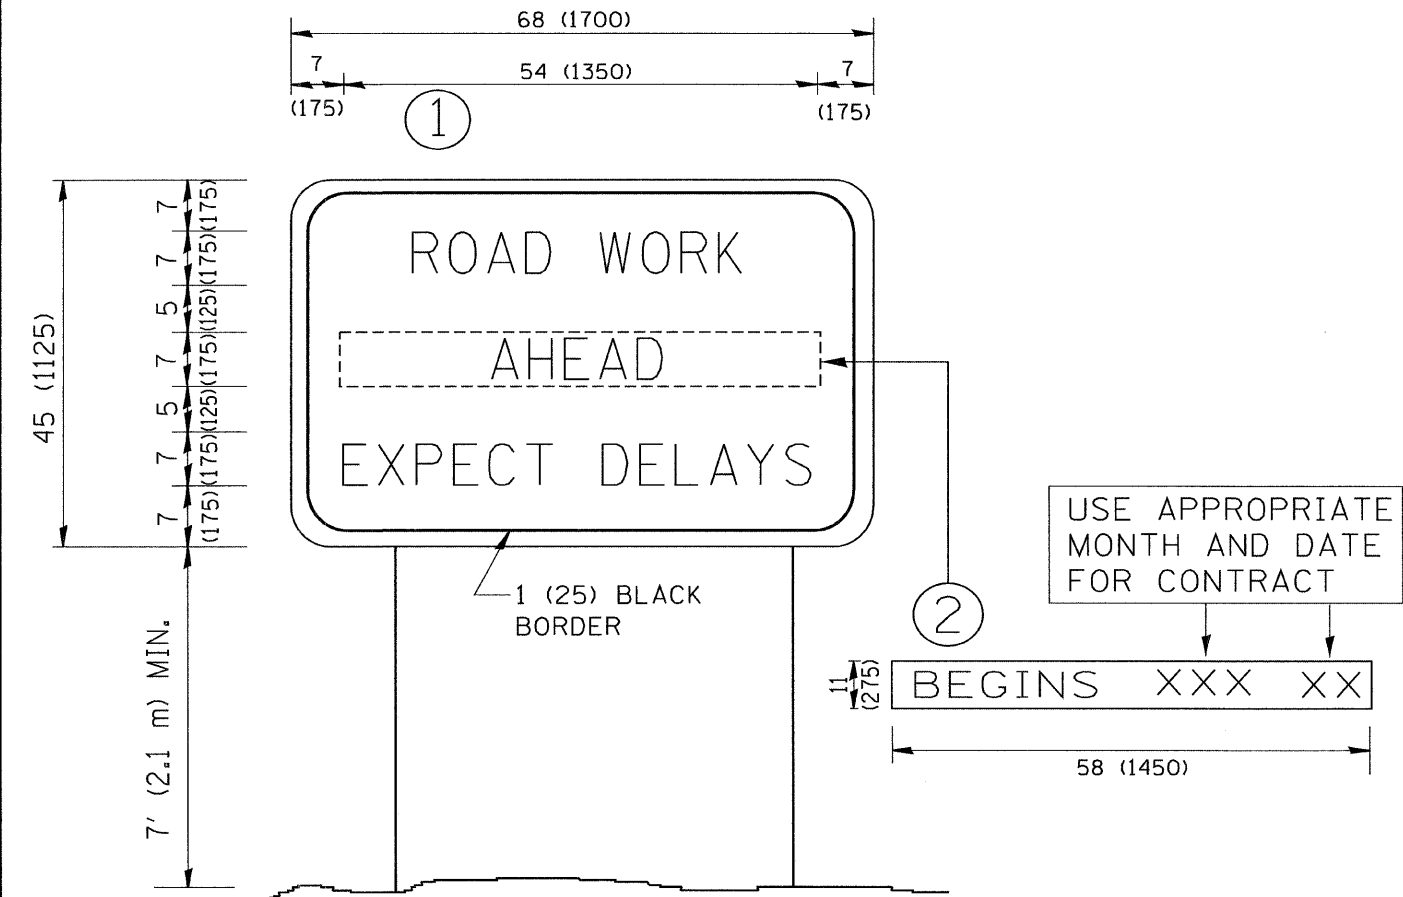 68 (1700)
7
54 (1350)
7
(175)
(175)
1
45 (1125)
7 (175)
7 (175)
5 (125)
7 (175)
5 (125)
7 (175)
7 (175)
ROAD WORK
AHEAD
EXPECT DELAYS
1 (25) BLACK
BORDER
7' (2.1 m) MIN.
2
USE APPROPRIATE
MONTH AND DATE
FOR CONTRACT
11
(275)
BEGINS XXX XX
58 (1450)